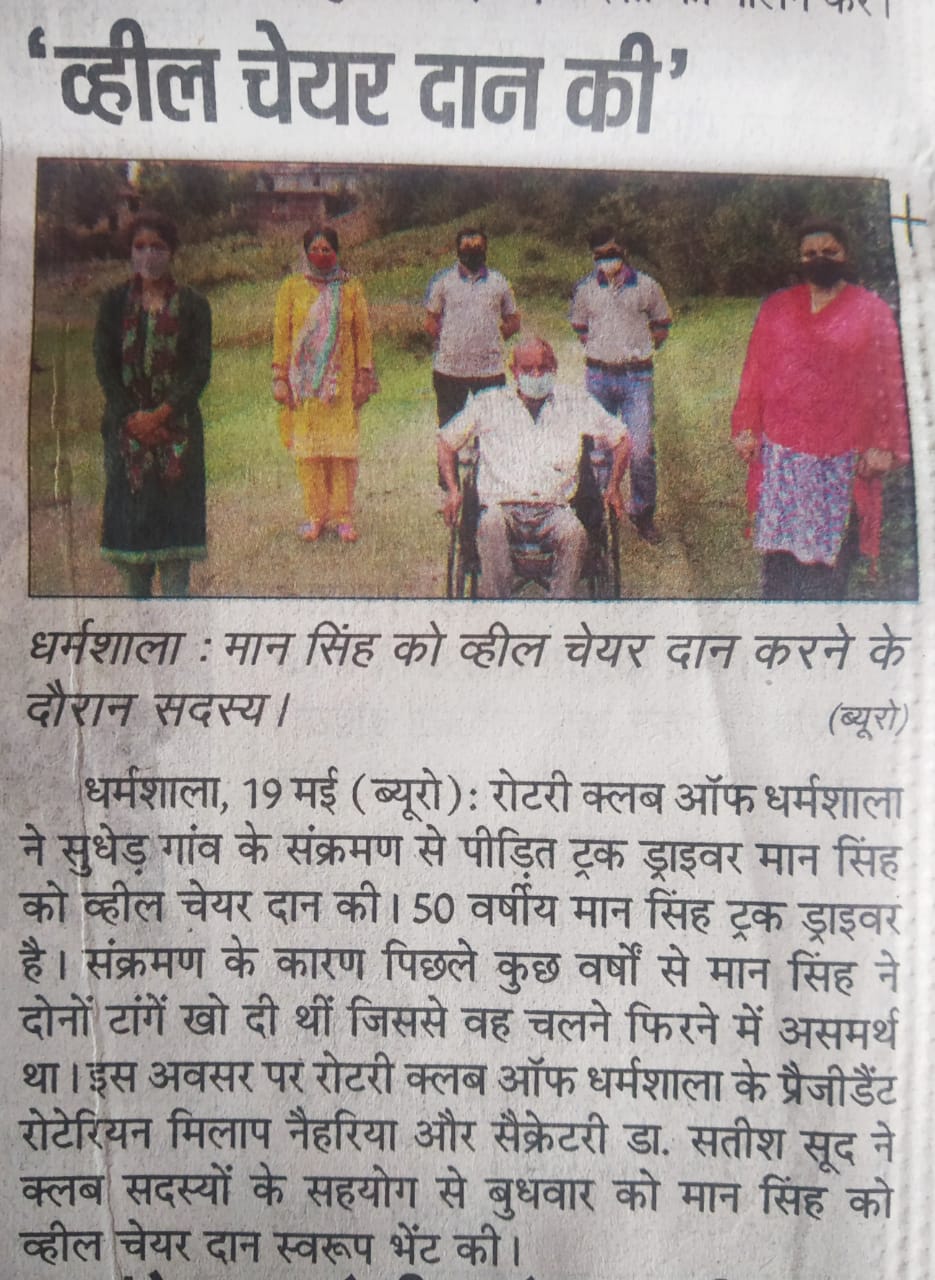 'व्हील चेयर दान की'
धर्मशाला : मान सिंह को व्हील चेयर दान करने के
दौरान सदस्य।
(ब्यूरो)
धर्मशाला, 19 मई (ब्यूरो): रोटरी क्लब ऑफ धर्मशाला
ने सुधेड़ गांव के संक्रमण से पीड़ित ट्रक ड्राइवर मान सिंह
को व्हील चेयर दान की। 50 वर्षीय मान सिंह ट्रक ड्राइवर
है। संक्रमण के कारण पिछले कुछ वर्षों से मान सिंह ने
दोनों टांगें खो दी थीं जिससे वह चलने फिरने में असमर्थ
था। इस अवसर पर रोटरी क्लब ऑफ धर्मशाला के प्रैजीडैंट
रोटेरियन मिलाप नैहरिया और सैक्रेटरी डा. सतीश सूद ने
क्लब सदस्यों के सहयोग से बुधवार को मान सिंह को
व्हील चेयर दान स्वरूप भेंट की।